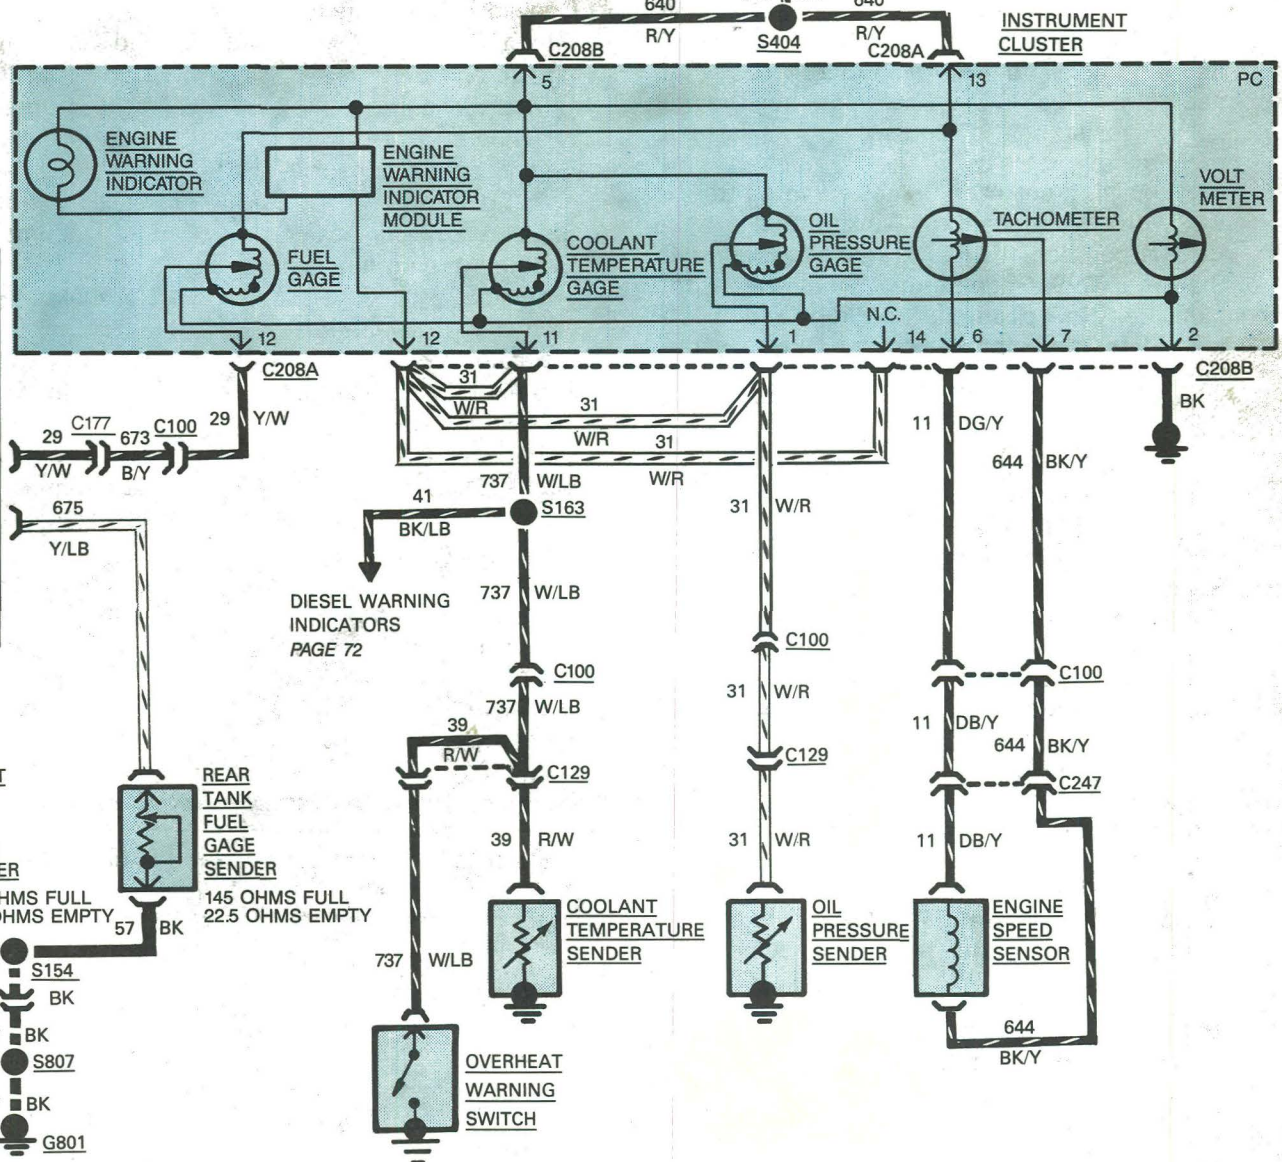 640
640
R/Y
R/Y
S404
C208B
C208A
INSTRUMENT
CLUSTER
5
13
PC
ENGINE
WARNING
INDICATOR
ENGINE
WARNING
INDICATOR
MODULE
VOLT
METER
FUEL
GAGE
COOLANT
TEMPERATURE
GAGE
OIL
PRESSURE
GAGE
TACHOMETER
N.C.
12
12
11
1
14
6
7
2
C208A
C208B
31
W/R
31
W/R
31
W/R
BK
29
Y/W
C177
C100
29
673
Y/W
B/Y
11
DG/Y
644
BK/Y
737
W/LB
S163
41
BK/LB
31
W/R
675
Y/LB
DIESEL WARNING
INDICATORS
PAGE 72
737
W/LB
C100
C100
C100
737
W/LB
31
W/R
11
DB/Y
644
BK/Y
39
R/W
C129
C129
C247
REAR
TANK
FUEL
GAGE
SENDER
145 OHMS FULL
22.5 OHMS EMPTY
T
ER
HMS FULL
OHMS EMPTY
39
R/W
31
W/R
11
DB/Y
57
BK
COOLANT
TEMPERATURE
SENDER
OIL
PRESSURE
SENDER
ENGINE
SPEED
SENSOR
S154
BK
737
W/LB
BK
644
BK/Y
S807
BK
G801
OVERHEAT
WARNING
SWITCH